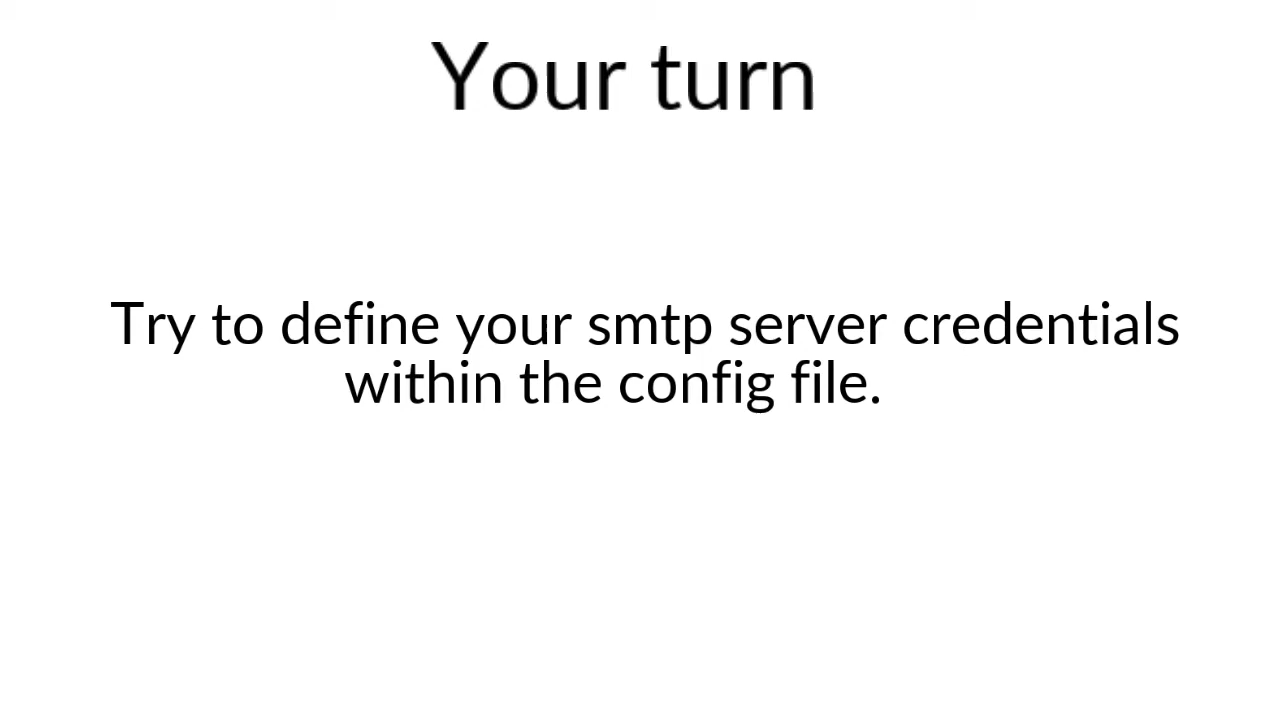 Your turn
Try to define your smtp server credentials
within the config file.